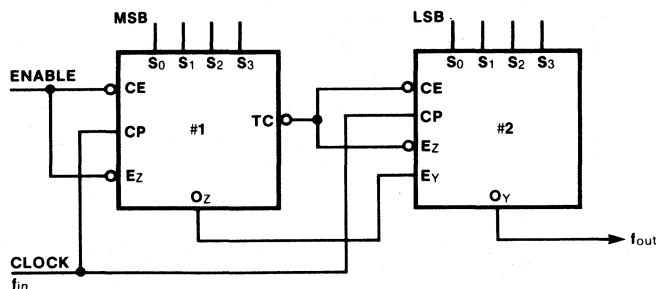 MSB
LSB
S0 S1 S2 S3
S0 S1 S2 S3
ENABLE
CE
CP
EZ
#1
TC
OZ
CE
CP
EZ
EY
#2
OY
fout
CLOCK
fin